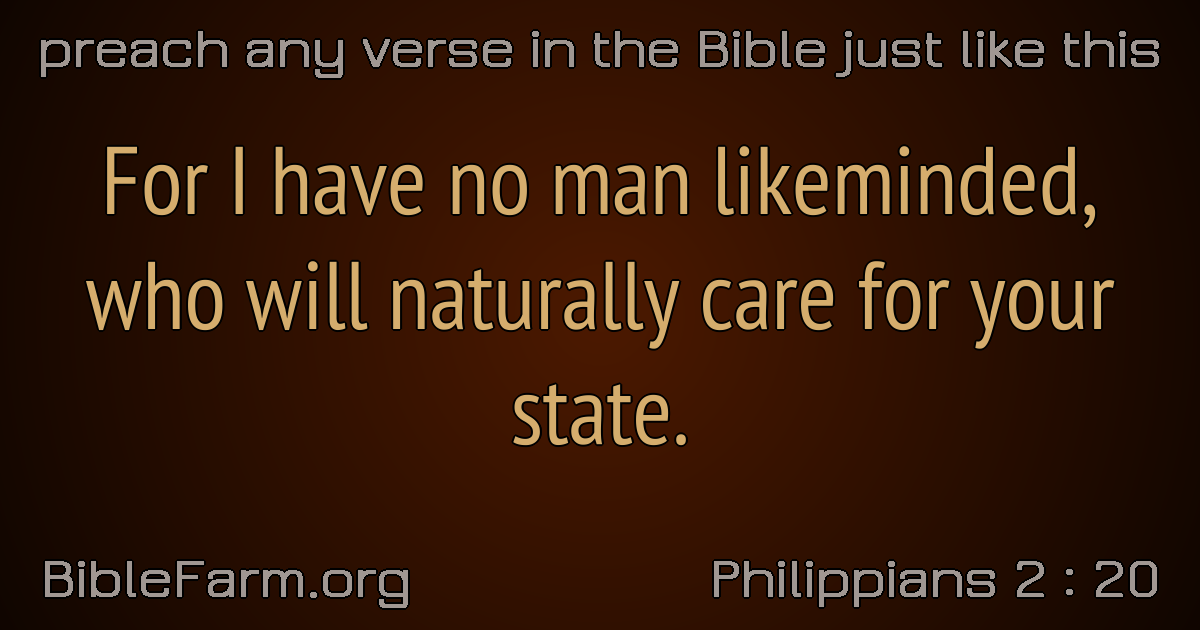 preach any verse in the Bible just like this
For I have no man likeminded,
who will naturally care for your
state.
BibleFarm.org
Philippians 2 : 20